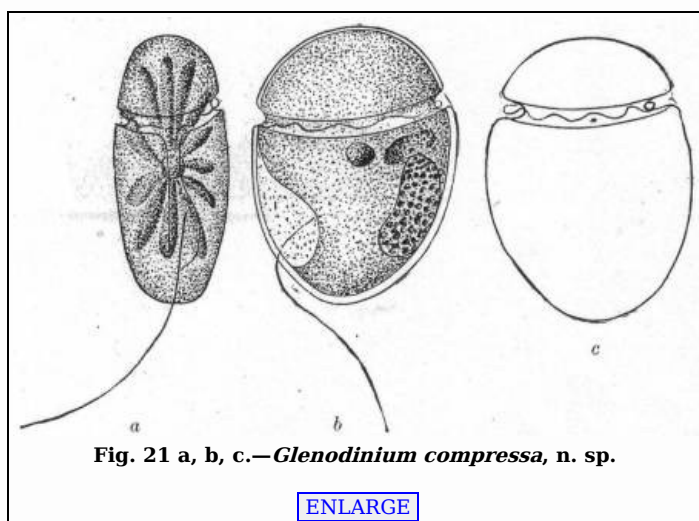 a b c
Fig. 21 a, b, c.—Glenodinium compressa, n. sp.
ENLARGE